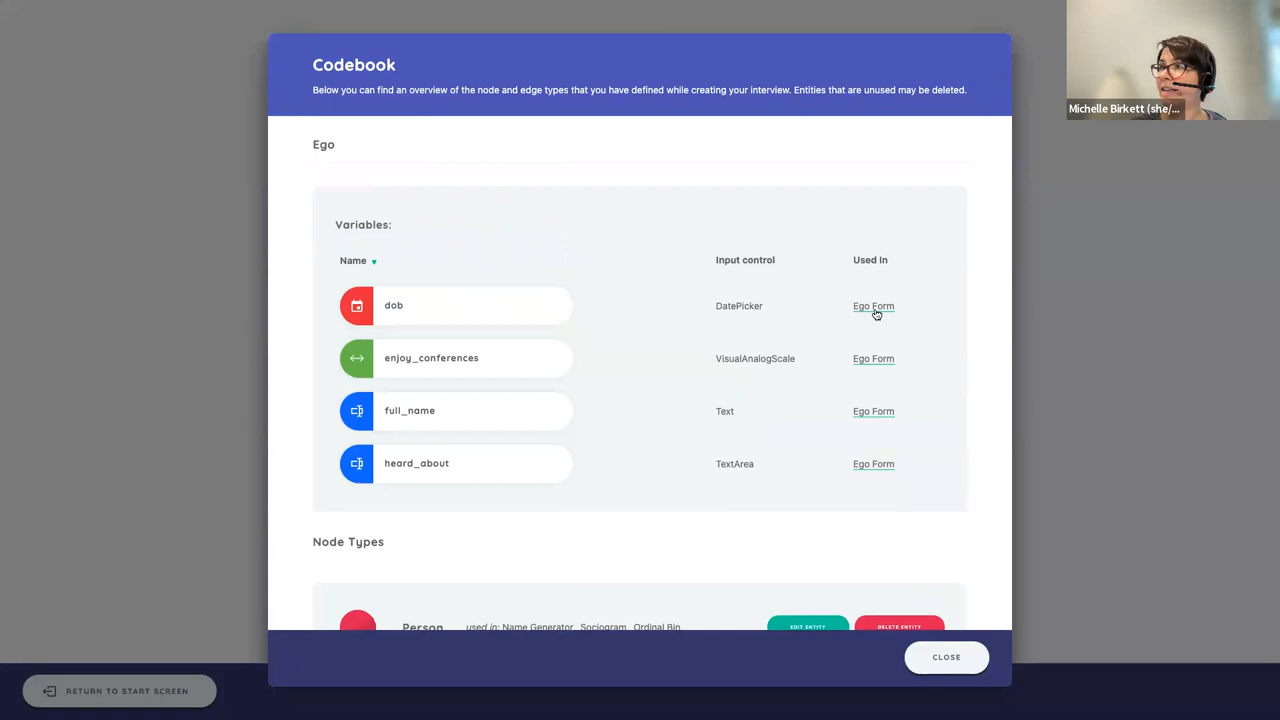 Codebook
Below you can find an overview of the node and edge types that you have defined while creating your interview. Entities that are unused may be deleted.
Michelle Birkett (she/...
Ego
Variables:
Name Input control Used In
dob DatePicker Ego Form
enjoy_conferences VisualAnalogScale Ego Form
full_name Text Ego Form
heard_about TextArea Ego Form
Node Types
Person used in: Name Generator Sociogram Ordinal Bin EDIT ENTITY DELETE ENTITY
CLOSE
RETURN TO START SCREEN